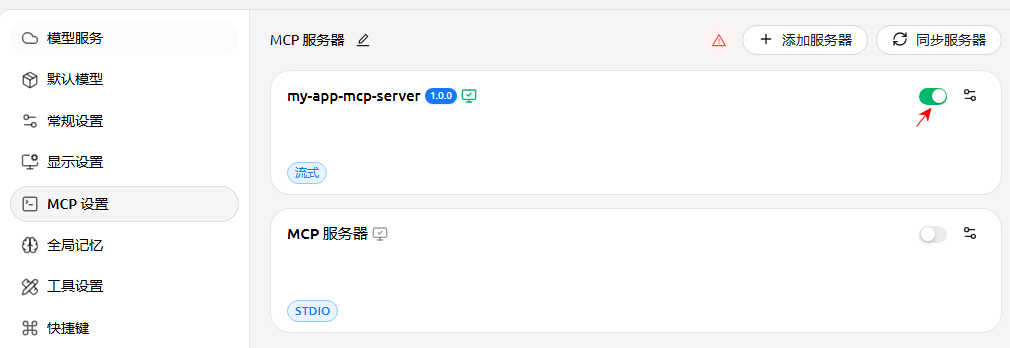 模型服务
默认模型
常规设置
显示设置
MCP 设置
全局记忆
工具设置
快捷键
MCP 服务器
添加服务器
同步服务器
my-app-mcp-server 1.0.0
流式
MCP 服务器
STDIO